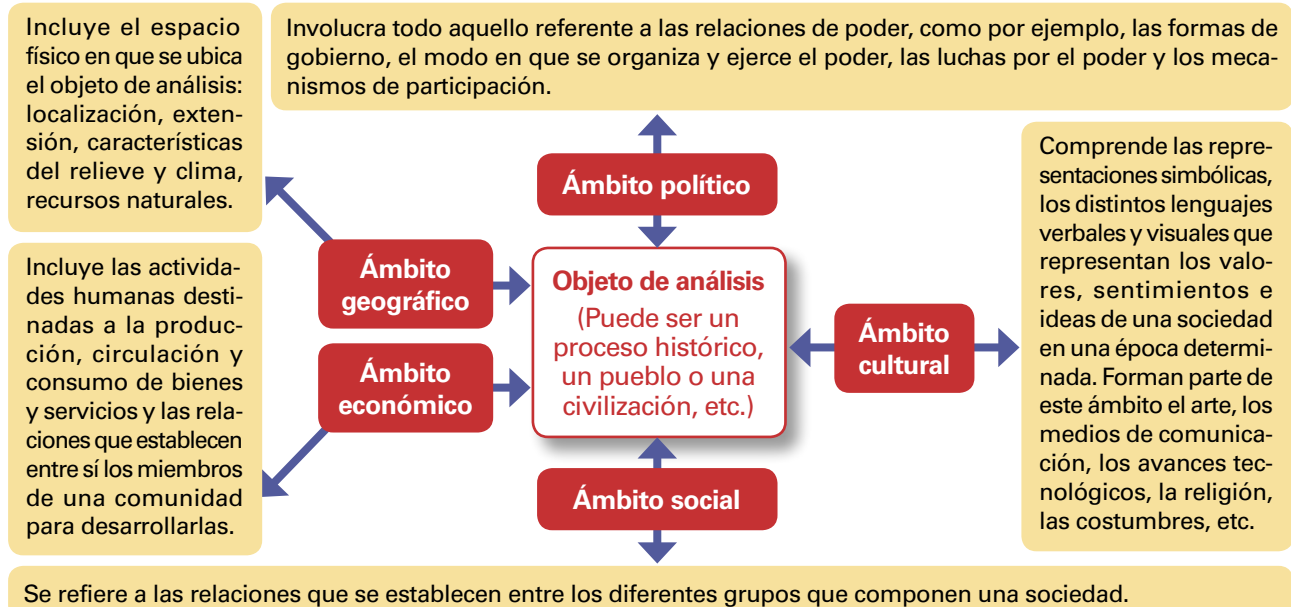 Incluye el espacio
físico en que se ubica
el objeto de análisis:
localización, exten-
sión, características
del relieve y clima,
recursos naturales.
Involucra todo aquello referente a las relaciones de poder, como por ejemplo, las formas de
gobierno, el modo en que se organiza y ejerce el poder, las luchas por el poder y los meca-
nismos de participación.
Ámbito político
Ámbito
geográfico
Incluye las activida-
des humanas desti-
nadas a la produc-
ción, circulación y
consumo de bienes
y servicios y las rela-
ciones que establecen
entre sí los miembros
de una comunidad
para desarrollarlas.
Ámbito
económico
Objeto de análisis
(Puede ser un
proceso histórico,
un pueblo o una
civilización, etc.)
Ámbito
cultural
Comprende las repre-
sentaciones simbólicas,
los distintos lenguajes
verbales y visuales que
representan los valo-
res, sentimientos e
ideas de una sociedad
en una época determi-
nada. Forman parte de
este ámbito el arte, los
medios de comunica-
ción, los avances tec-
nológicos, la religión,
las costumbres, etc.
Ámbito social
Se refiere a las relaciones que se establecen entre los diferentes grupos que componen una sociedad.